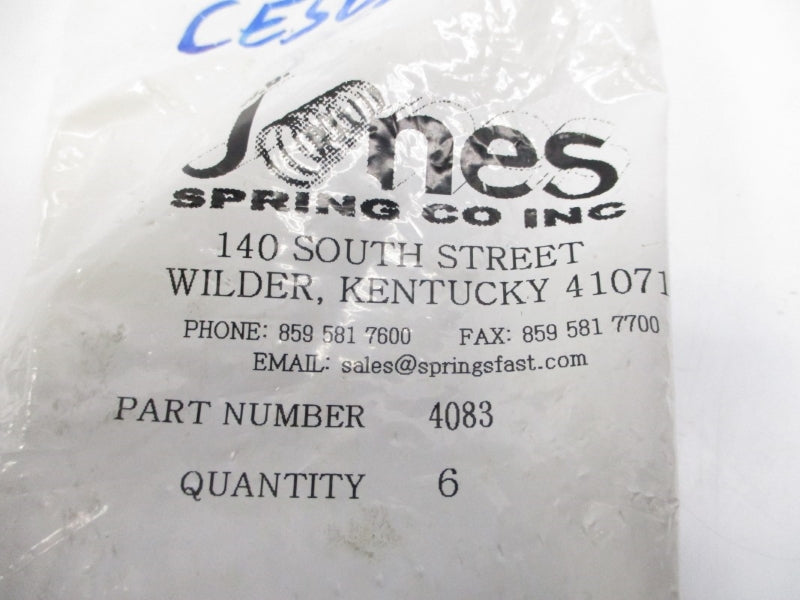 Jones
SPRING CO INC
140 SOUTH STREET
WILDER, KENTUCKY 41071
PHONE: 859 581 7600 FAX: 859 581 7700
EMAIL: sales@springsfast.com
PART NUMBER 4083
QUANTITY 6